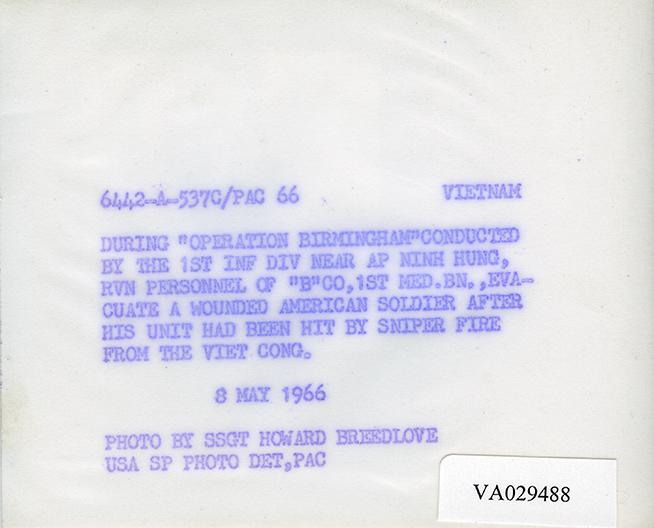 6442-A-537G/PAC 66 VIETNAM
DURING "OPERATION BIRMINGHAM"CONDUCTED
BY THE 1ST INF DIV NEAR AP NINH HUNG,
RVN PERSONNEL OF "B"CO,1ST MED.BN.,EVA-
CUATE A WOUNDED AMERICAN SOLDIER AFTER
HIS UNIT HAD BEEN HIT BY SNIPER FIRE
FROM THE VIET CONG.
8 MAY 1966
PHOTO BY SSGT HOWARD BREEDLOVE
USA SP PHOTO DET,PAC
VA029488